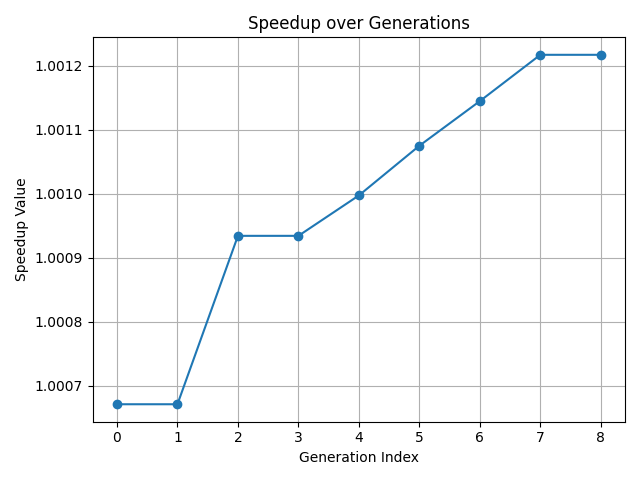 Speedup over Generations
1.0012
1.0011
1.0010
1.0009
1.0008
1.0007
Speedup Value
0 1 2 3 4 5 6 7 8
Generation Index